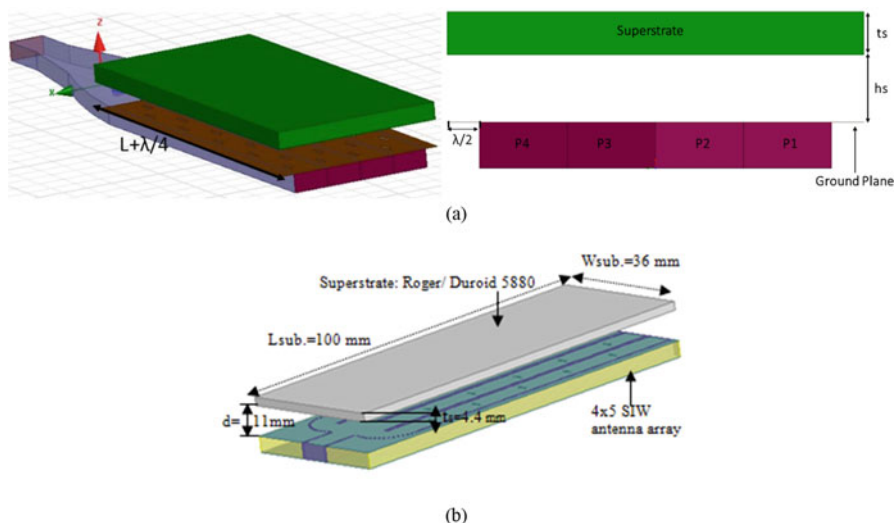 z
x
L+λ/4
Superstrate
ts
hs
λ/2
P4 P3 P2 P1
Ground Plane
(a)
Wsub.=36 mm
Superstrate: Roger/ Duroid 5880
Lsub.=100 mm
d= 11mm
ts=4.4 mm
4x5 SIW
antenna array
(b)